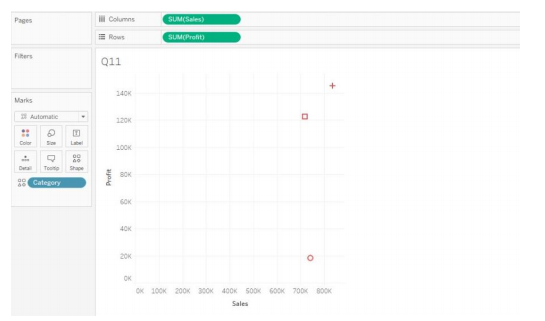 Pages
Columns
SUM(Sales)
Rows
SUM(Profit)
Filters
Q11
Marks
Automatic
Color
Size
Label
Detail
Tooltip
Shape
Category
Profit
140K
120K
100K
80K
60K
40K
20K
0K
0K 100K 200K 300K 400K 500K 600K 700K 800K
Sales